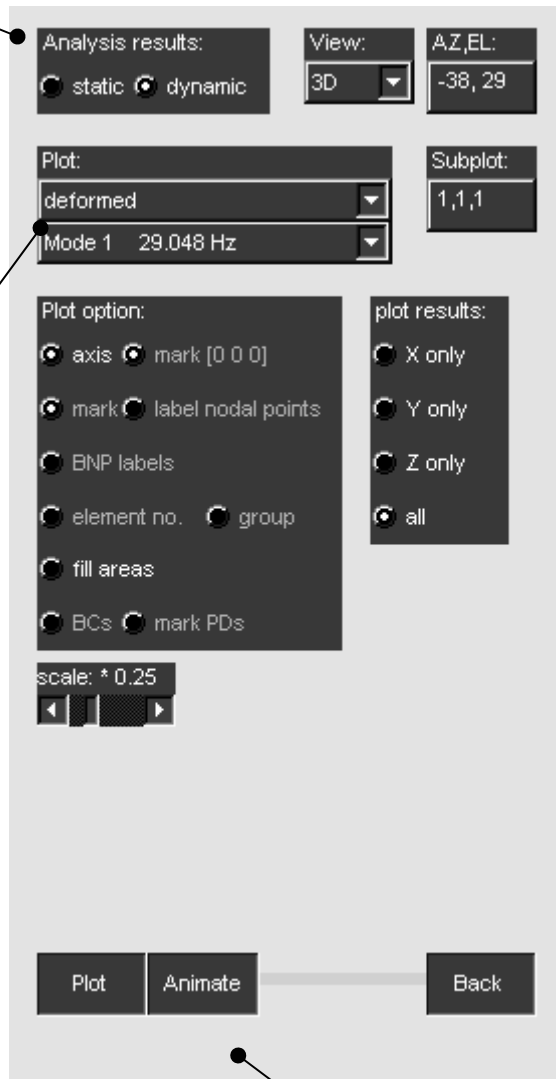 Analysis results:
static dynamic
View:
3D
AZ,EL:
-38, 29
Plot:
deformed
Mode 1 29.048 Hz
Subplot:
1,1,1
Plot option:
axis mark [0 0 0]
mark label nodal points
BNP labels
element no. group
fill areas
BCs mark PDs
plot results:
X only
Y only
Z only
all
scale: * 0.25
Plot
Animate
Back